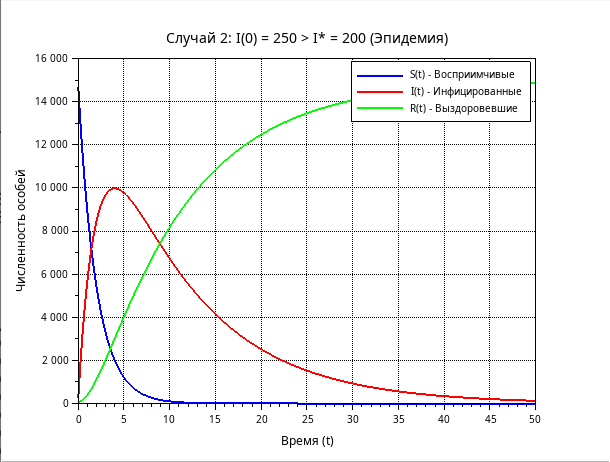 Случай 2: I(0) = 250 > I* = 200 (Эпидемия)
16 000
14 000
12 000
10 000
8 000
6 000
4 000
2 000
0
Численность особей
S(t) - Восприимчивые
I(t) - Инфицированные
R(t) - Выздоровевшие
0 5 10 15 20 25 30 35 40 45 50
Время (t)